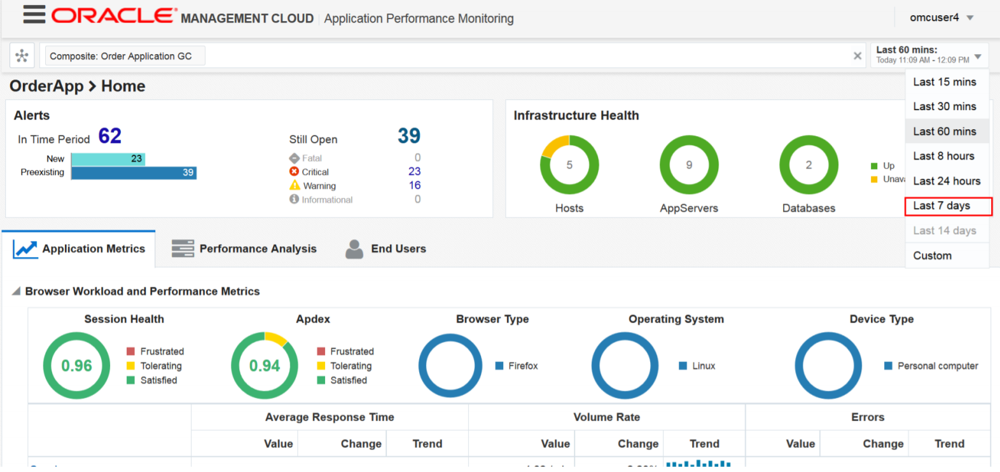 ORACLE MANAGEMENT CLOUD Application Performance Monitoring
omcuser4
Composite: Order Application GC
Last 60 mins:
Today 11:09 AM - 12:09 PM
OrderApp > Home
Last 15 mins
Last 30 mins
Last 60 mins
Last 8 hours
Last 24 hours
Last 7 days
Last 14 days
Custom
Alerts
In Time Period 62
New 23
Preexisting 39
Still Open 39
Fatal 0
Critical 23
Warning 16
Informational 0
Infrastructure Health
5
Hosts
9
AppServers
2
Databases
Up
Application Metrics
Performance Analysis
End Users
Browser Workload and Performance Metrics
Session Health
0.96
Frustrated
Tolerating
Satisfied
Apdex
0.94
Frustrated
Tolerating
Satisfied
Browser Type
Firefox
Operating System
Linux
Device Type
Personal computer
Average Response Time Volume Rate Errors
Value Change Trend Value Change Trend Value Change Trend